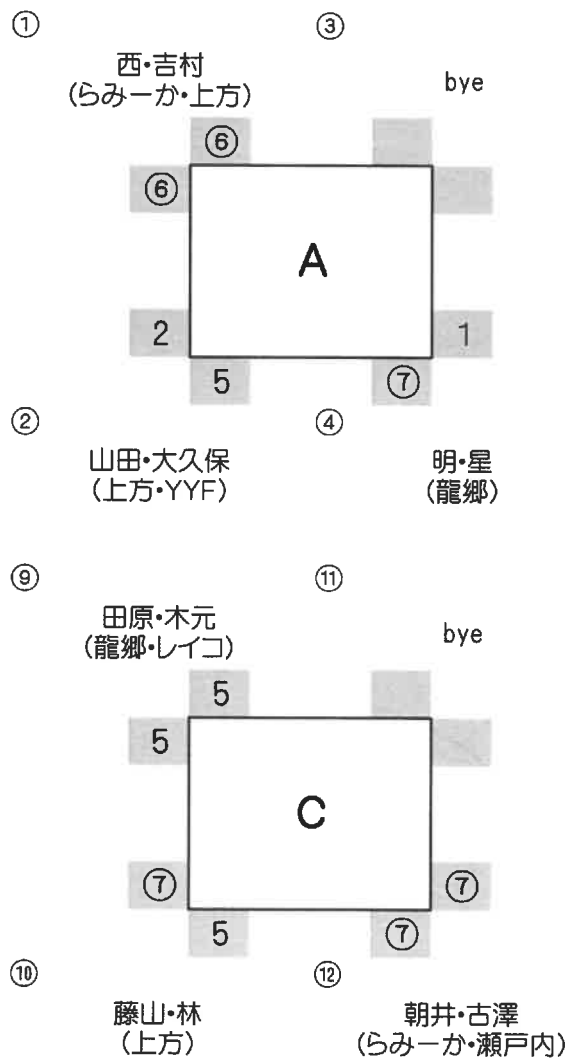 ① ③
西・吉村
(らみーか・上方)
bye
⑥
⑥
A
2 1
5 ⑦
② ④
山田・大久保
(上方・YYF)
明・星
(龍郷)
⑨ ⑪
田原・木元
(龍郷・レイコ)
bye
5
5
C
⑦ ⑦
5 ⑦
⑩ ⑫
藤山・林
(上方)
朝井・古澤
(らみーか・瀬戸内)